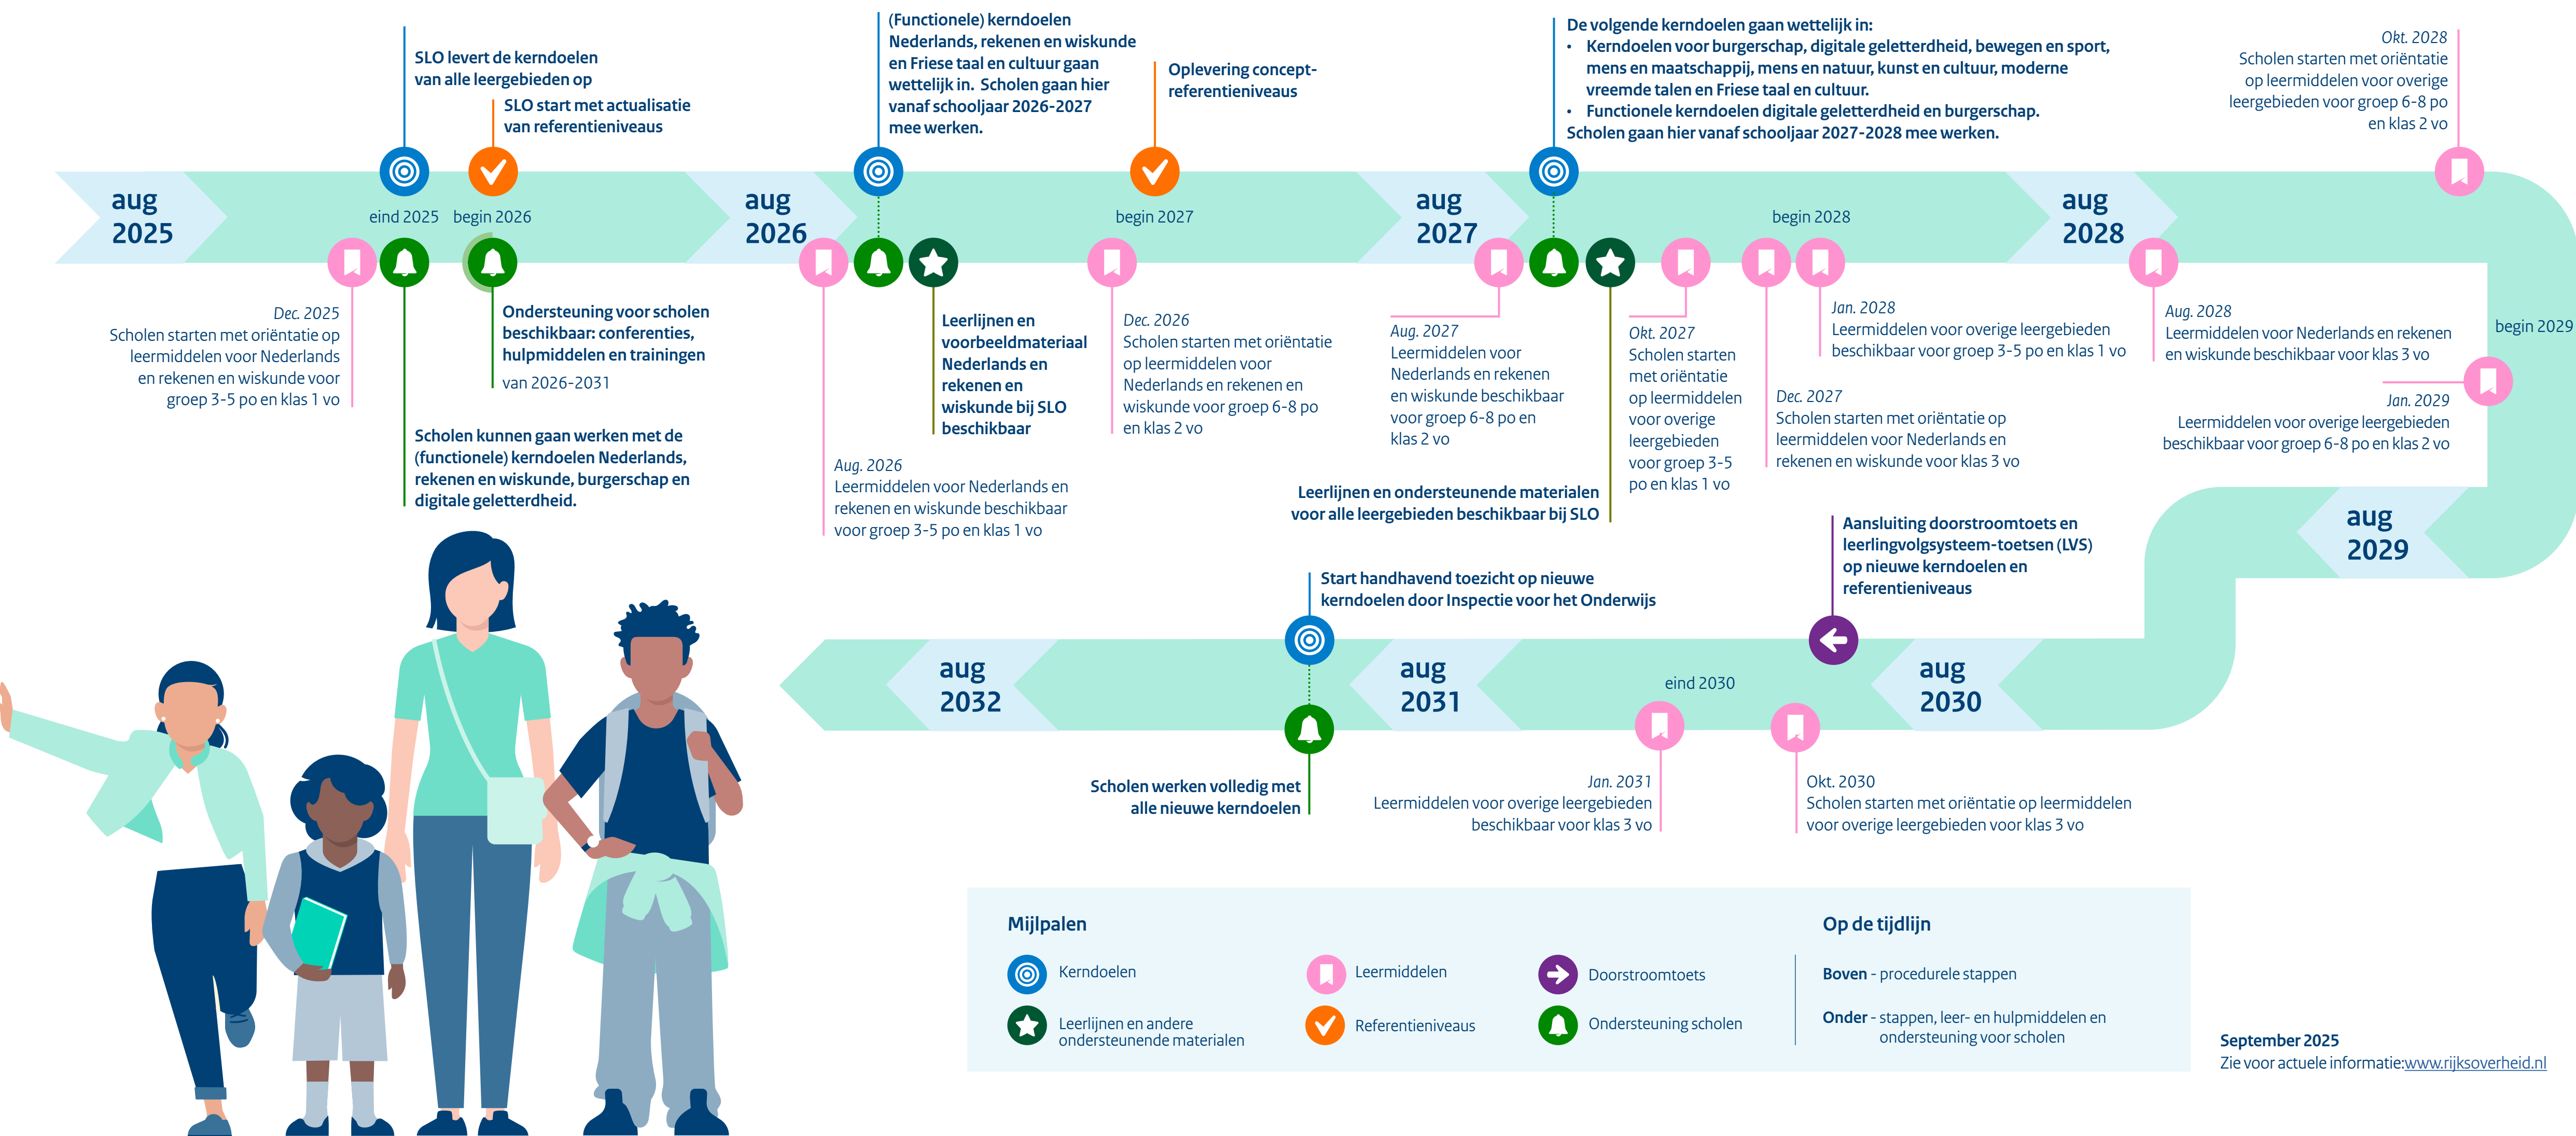 SLO levert de kerndoelen
van alle leergebieden op
SLO start met actualisatie
van referentieniveaus
(Functionele) kerndoelen
Nederlands, rekenen en wiskunde
en Friese taal en cultuur gaan
wettelijk in. Scholen gaan hier
vanaf schooljaar 2026-2027
mee werken.
Oplevering concept-
referentieniveaus
De volgende kerndoelen gaan wettelijk in:
• Kerndoelen voor burgerschap, digitale geletterdheid, bewegen en sport,
mens en maatschappij, mens en natuur, kunst en cultuur, moderne
vreemde talen en Friese taal en cultuur.
• Functionele kerndoelen digitale geletterdheid en burgerschap.
Scholen gaan hier vanaf schooljaar 2027-2028 mee werken.
Okt. 2028
Scholen starten met oriëntatie
op leermiddelen voor overige
leergebieden voor groep 6-8 po
en klas 2 vo
aug
2025
eind 2025
begin 2026
aug
2026
begin 2027
aug
2027
begin 2028
aug
2028
begin 2029
Dec. 2025
Scholen starten met oriëntatie op
leermiddelen voor Nederlands
en rekenen en wiskunde voor
groep 3-5 po en klas 1 vo
Scholen kunnen gaan werken met de
(functionele) kerndoelen Nederlands,
rekenen en wiskunde, burgerschap en
digitale geletterdheid.
Ondersteuning voor scholen
beschikbaar: conferenties,
hulpmiddelen en trainingen
van 2026-2031
Aug. 2026
Leermiddelen voor Nederlands en
rekenen en wiskunde beschikbaar
voor groep 3-5 po en klas 1 vo
Leerlijnen en
voorbeeldmateriaal
Nederlands en
rekenen en
wiskunde bij SLO
beschikbaar
Dec. 2026
Scholen starten met oriëntatie
op leermiddelen voor
Nederlands en rekenen en
wiskunde voor groep 6-8 po
en klas 2 vo
Aug. 2027
Leermiddelen voor
Nederlands en rekenen
en wiskunde beschikbaar
voor groep 6-8 po en
klas 2 vo
Leerlijnen en ondersteunende materialen
voor alle leergebieden beschikbaar bij SLO
Okt. 2027
Scholen starten
met oriëntatie
op leermiddelen
voor overige
leergebieden
voor groep 3-5
po en klas 1 vo
Dec. 2027
Scholen starten met oriëntatie op
leermiddelen voor Nederlands en
rekenen en wiskunde voor klas 3 vo
Jan. 2028
Leermiddelen voor overige leergebieden
beschikbaar voor groep 3-5 po en klas 1 vo
Aug. 2028
Leermiddelen voor Nederlands en rekenen
en wiskunde beschikbaar voor klas 3 vo
Jan. 2029
Leermiddelen voor overige leergebieden
beschikbaar voor groep 6-8 po en klas 2 vo
aug
2029
Aansluiting doorstroomtoets en
leerlingvolgsysteem-toetsen (LVS)
op nieuwe kerndoelen en
referentieniveaus
Start handhavend toezicht op nieuwe
kerndoelen door Inspectie voor het Onderwijs
aug
2030
eind 2030
aug
2031
aug
2032
Okt. 2030
Scholen starten met oriëntatie op leermiddelen
voor overige leergebieden voor klas 3 vo
Jan. 2031
Leermiddelen voor overige leergebieden
beschikbaar voor klas 3 vo
Scholen werken volledig met
alle nieuwe kerndoelen
Mijlpalen
Kerndoelen
Leermiddelen
Doorstroomtoets
Leerlijnen en andere
ondersteunende materialen
Referentieniveaus
Ondersteuning scholen
Op de tijdlijn
Boven - procedurele stappen
Onder - stappen, leer- en hulpmiddelen en
ondersteuning voor scholen
September 2025
Zie voor actuele informatie:www.rijksoverheid.nl